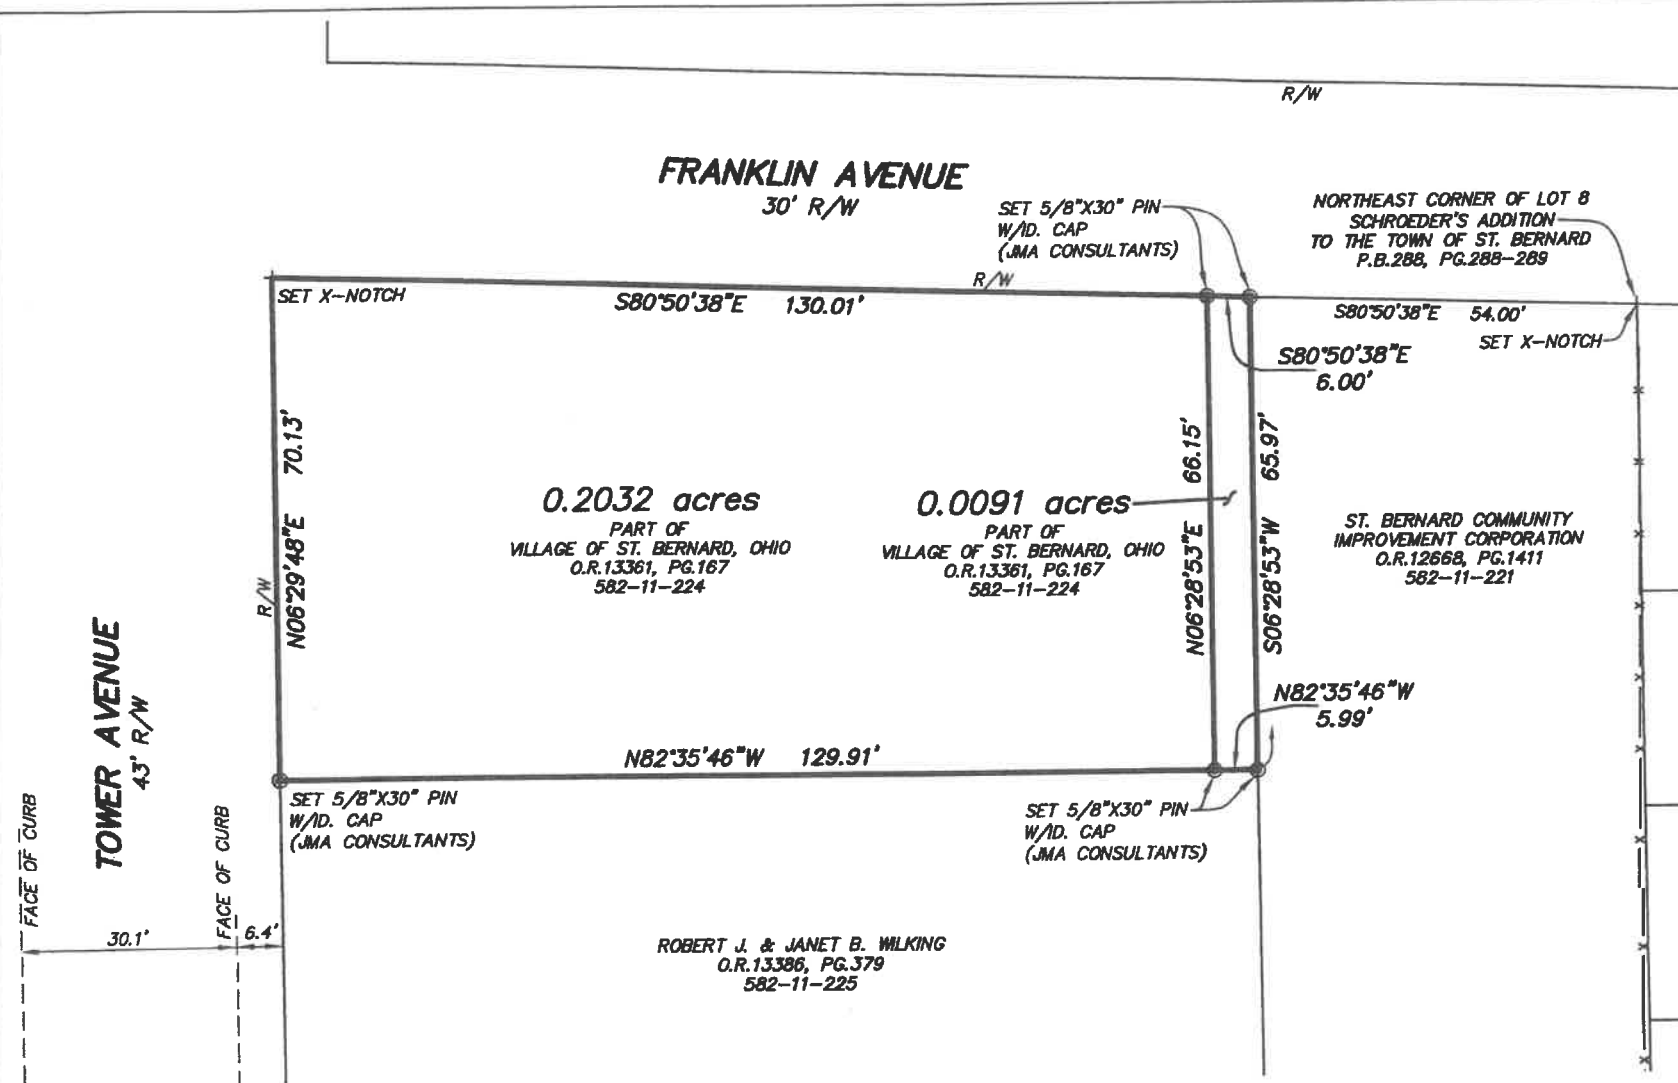 R/W
FRANKLIN AVENUE
30' R/W
SET 5/8"X30" PIN
W/ID. CAP
(JMA CONSULTANTS)
NORTHEAST CORNER OF LOT 8
SCHROEDER'S ADDITION
TO THE TOWN OF ST. BERNARD
P.B.288, PG.288-289
R/W
SET X-NOTCH
S80°50'38"E 130.01'
S80°50'38"E 54.00'
SET X-NOTCH
S80°50'38"E
6.00'
N06°29'48"E 70.13'
R/W
0.2032 acres
PART OF
VILLAGE OF ST. BERNARD, OHIO
O.R.13361, PG.167
582-11-224
0.0091 acres
PART OF
VILLAGE OF ST. BERNARD, OHIO
O.R.13361, PG.167
582-11-224
N06°28'53"E 66.15'
S06°28'53"W 65.97'
ST. BERNARD COMMUNITY
IMPROVEMENT CORPORATION
O.R.12668, PG.1411
582-11-221
N82°35'46"W
5.99'
N82°35'46"W 129.91'
TOWER AVENUE
43' R/W
SET 5/8"X30" PIN
W/ID. CAP
(JMA CONSULTANTS)
SET 5/8"X30" PIN
W/ID. CAP
(JMA CONSULTANTS)
FACE OF CURB
FACE OF CURB
30.1'
6.4'
ROBERT J. & JANET B. WILKING
O.R.13386, PG.379
582-11-225